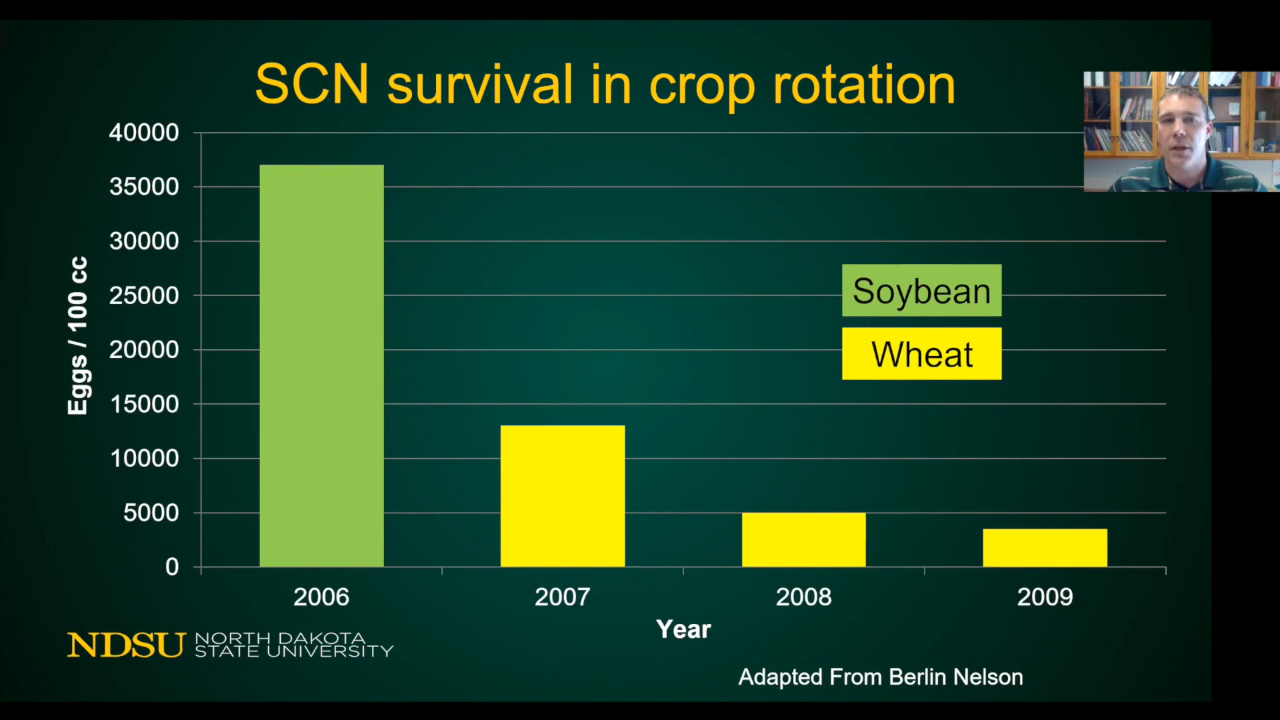 SCN survival in crop rotation
40000
35000
30000
25000
20000
15000
10000
5000
0
Eggs / 100 cc
Soybean
Wheat
2006 2007 2008 2009
Year
NDSU NORTH DAKOTA
STATE UNIVERSITY
Adapted From Berlin Nelson